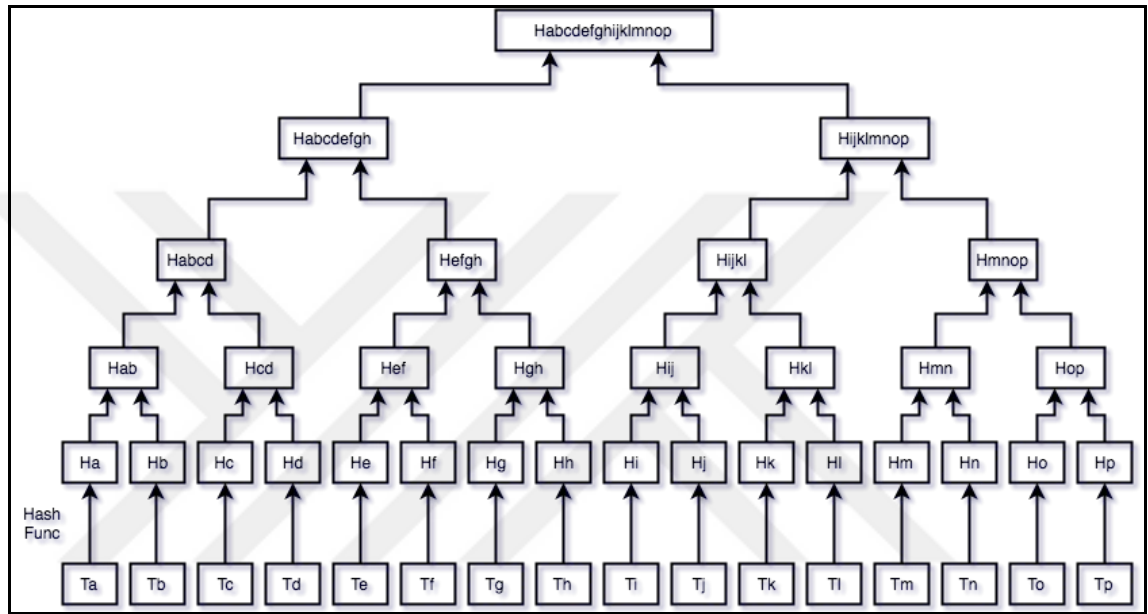 Habcdefghijklmnop
Habcdefgh Hijklmnop
Habcd Hefgh Hijkl Hmnop
Hab Hcd Hef Hgh Hij Hkl Hmn Hop
Ha Hb Hc Hd He Hf Hg Hh Hi Hj Hk Hl Hm Hn Ho Hp
Hash
Func
Ta Tb Tc Td Te Tf Tg Th Ti Tj Tk Tl Tm Tn To Tp